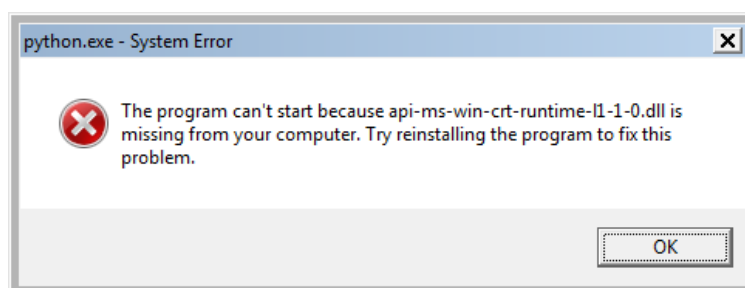 python.exe - System Error
The program can't start because api-ms-win-crt-runtime-l1-1-0.dll is
missing from your computer. Try reinstalling the program to fix this
problem.
OK